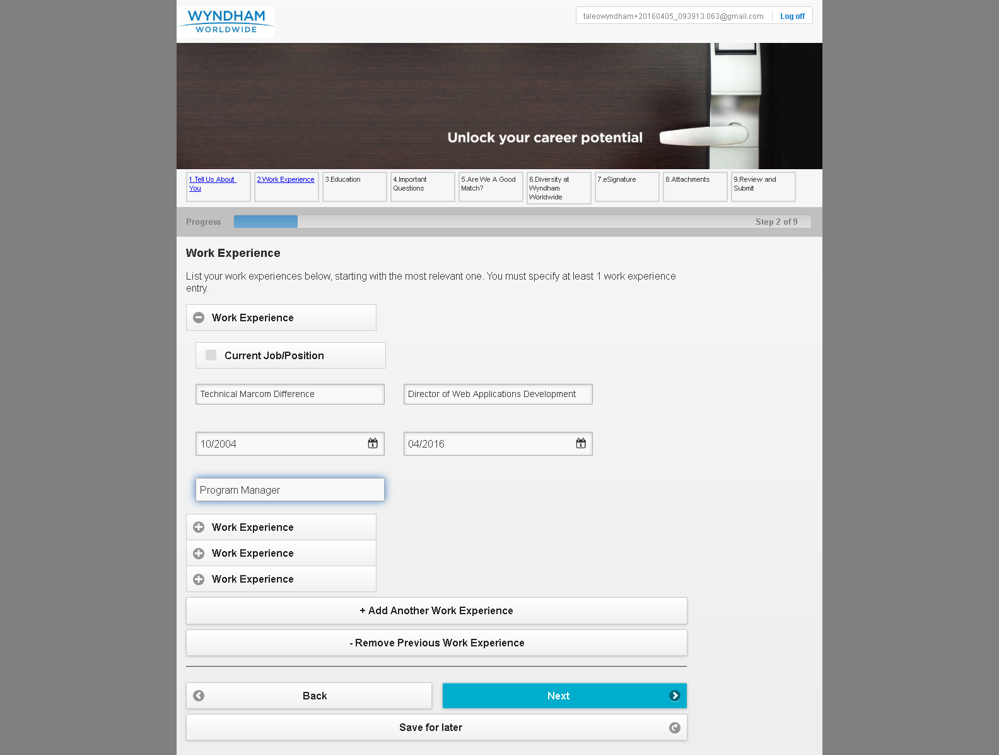 WYNDHAM
WORLDWIDE
taleowyndham+20160405_093913.063@gmail.com
Log off
Unlock your career potential
1.Tell Us About
You
2.Work Experience
3.Education
4.Important
Questions
5.Are We A Good
Match?
6.Diversity at
Wyndham
Worldwide
7.eSignature
8.Attachments
9.Review and
Submit
Progress
Step 2 of 9
Work Experience
List your work experiences below, starting with the most relevant one. You must specify at least 1 work experience
entry.
Work Experience
Current Job/Position
Technical Marcom Difference
Director of Web Applications Development
10/2004
04/2016
Program Manager
Work Experience
Work Experience
Work Experience
+ Add Another Work Experience
- Remove Previous Work Experience
Back
Next
Save for later